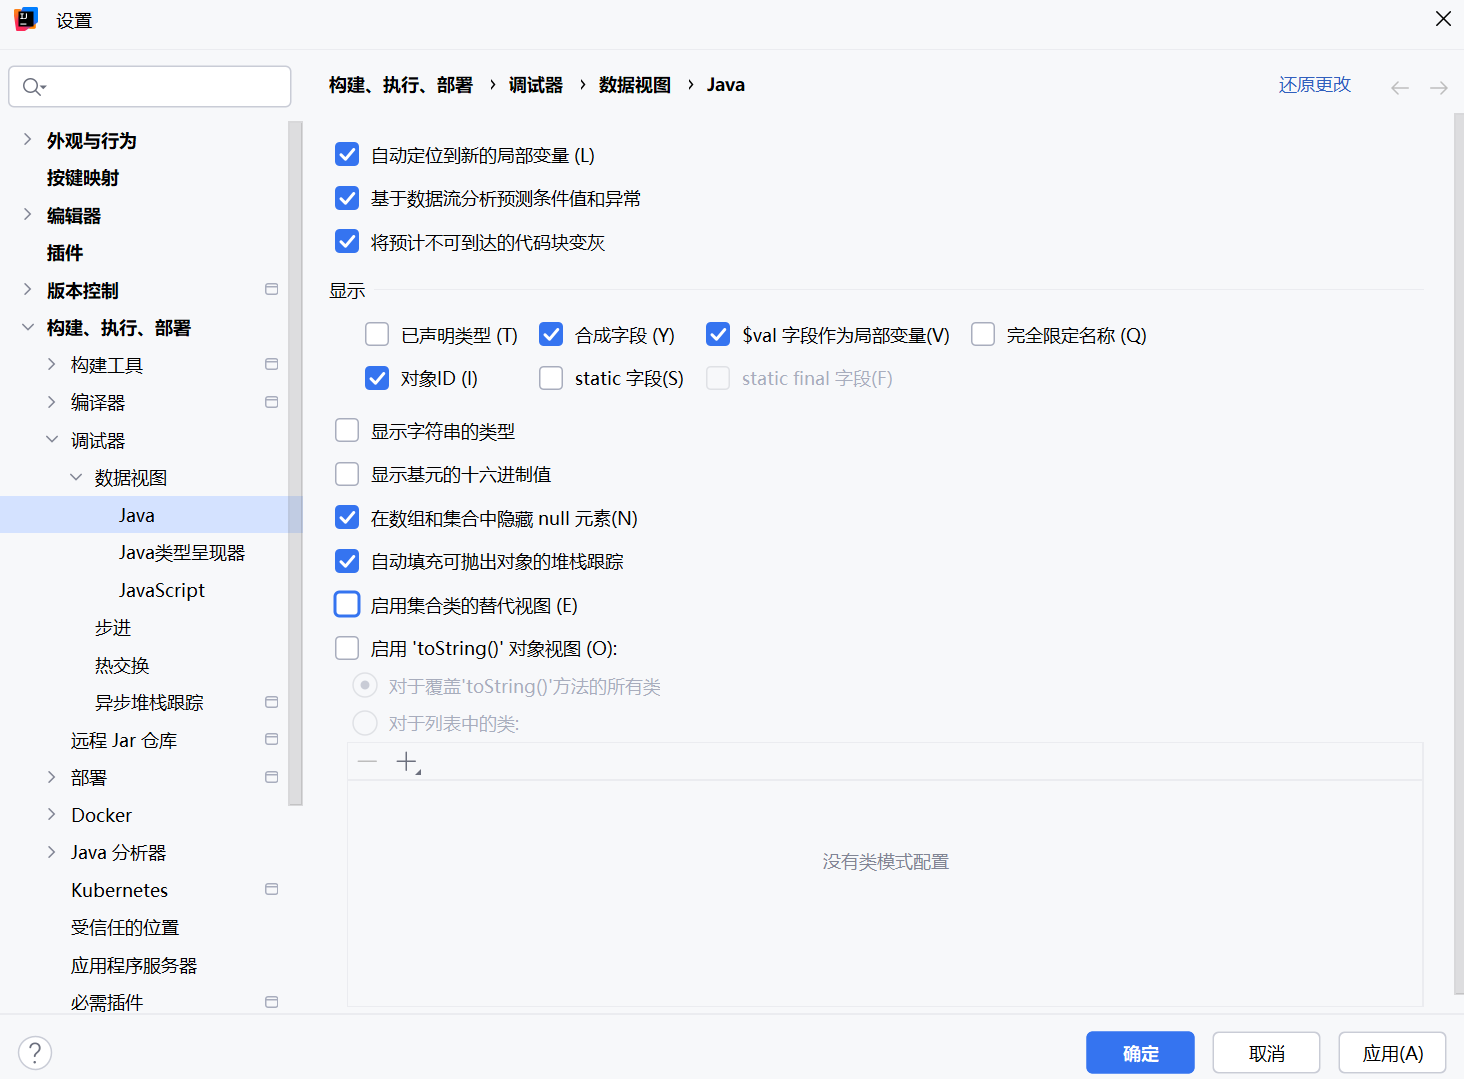 设置
构建、执行、部署 › 调试器 › 数据视图 › Java
还原更改
外观与行为
按键映射
编辑器
插件
版本控制
构建、执行、部署
构建工具
编译器
调试器
数据视图
Java
Java类型呈现器
JavaScript
步进
热交换
异步堆栈跟踪
远程 Jar 仓库
部署
Docker
Java 分析器
Kubernetes
受信任的位置
应用程序服务器
必需插件
自动定位到新的局部变量 (L)
基于数据流分析预测条件值和异常
将预计不可到达的代码块变灰
显示
已声明类型 (T) 合成字段 (Y) $val 字段作为局部变量(V) 完全限定名称 (Q)
对象ID (I) static 字段(S) static final 字段(F)
显示字符串的类型
显示基元的十六进制值
在数组和集合中隐藏 null 元素(N)
自动填充可抛出对象的堆栈跟踪
启用集合类的替代视图 (E)
启用 'toString()' 对象视图 (O):
对于覆盖'toString()'方法的所有类
对于列表中的类:
没有类模式配置
?
确定 取消 应用(A)